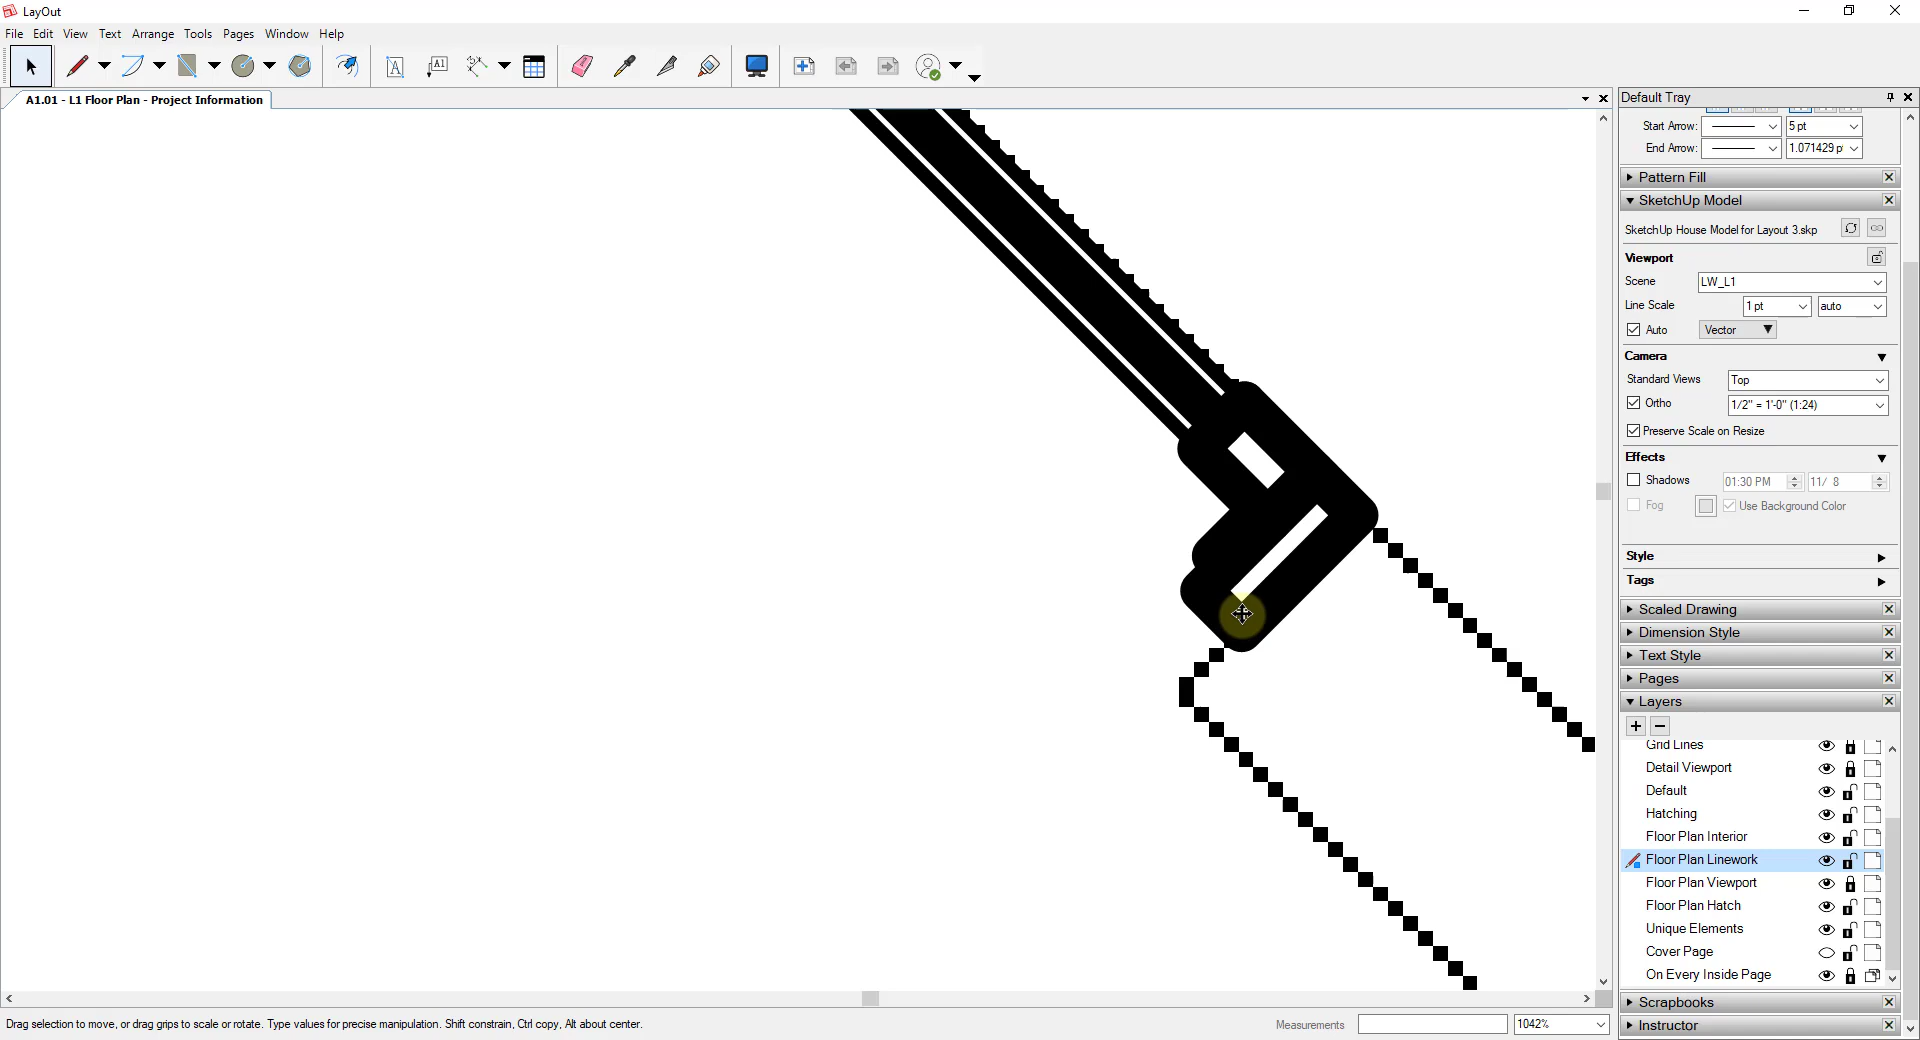 LayOut
File Edit View Text Arrange Tools Pages Window Help
A1
A1.01 - L1 Floor Plan - Project Information
Default Tray
Start Arrow: 5 pt
End Arrow: 1.071429 p
Pattern Fill
SketchUp Model
SketchUp House Model for Layout 3.skp
Viewport
Scene LW_L1
Line Scale 1 pt auto
Auto Vector
Camera
Standard Views Top
Ortho 1/2" = 1'-0" (1:24)
Preserve Scale on Resize
Effects
Shadows 01:30 PM 11/ 8
Fog Use Background Color
Style
Tags
Scaled Drawing
Dimension Style
Text Style
Pages
Layers
Grid Lines
Detail Viewport
Default
Hatching
Floor Plan Interior
Floor Plan Linework
Floor Plan Viewport
Floor Plan Hatch
Unique Elements
Cover Page
On Every Inside Page
Scrapbooks
Instructor
Drag selection to move, or drag grips to scale or rotate. Type values for precise manipulation. Shift constrain, Ctrl copy, Alt about center.
Measurements 1042%